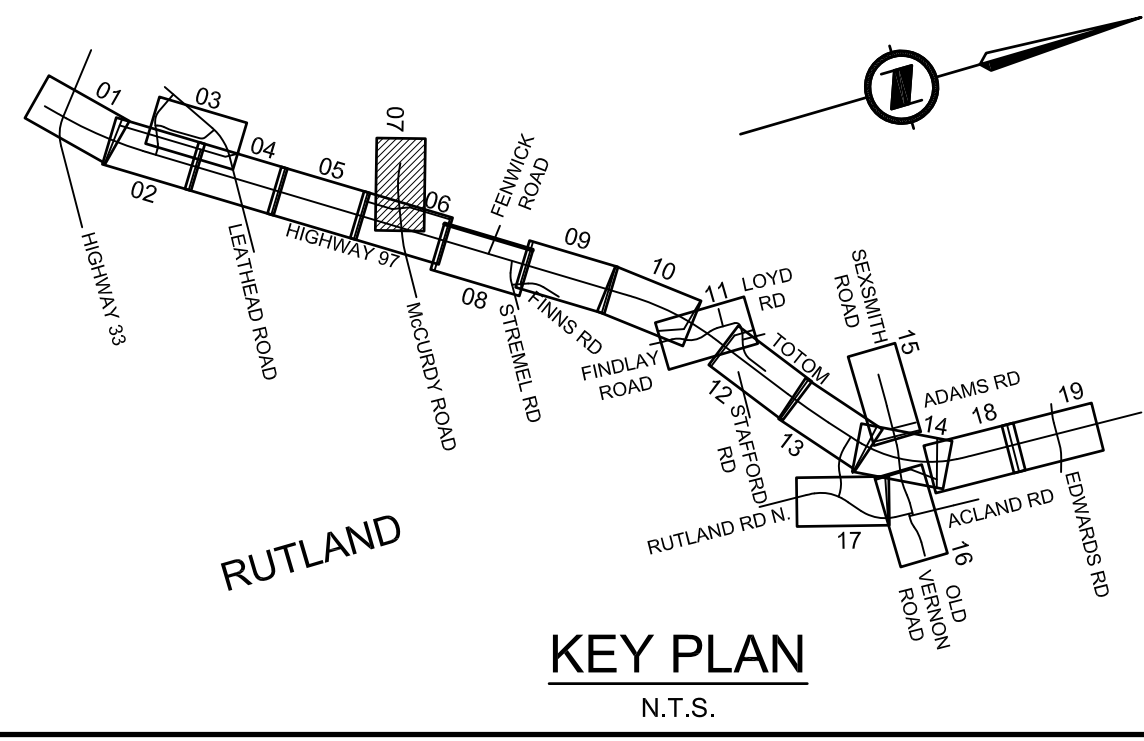 01
03
02
04
05
07
06
FENWICK
ROAD
HIGHWAY 33
LEATHEAD ROAD
HIGHWAY 97
McCURDY ROAD
08
STREMEL RD
FINNS RD
09
10
11
LOYD
RD
FINDLAY
ROAD
TOTOM
12
STAFFORD
RD
13
SEXSMITH
ROAD
15
ADAMS RD
14
18
19
RUTLAND RD N.
17
ACLAND RD
16
OLD
VERNON
ROAD
EDWARDS RD
RUTLAND
KEY PLAN
N.T.S.